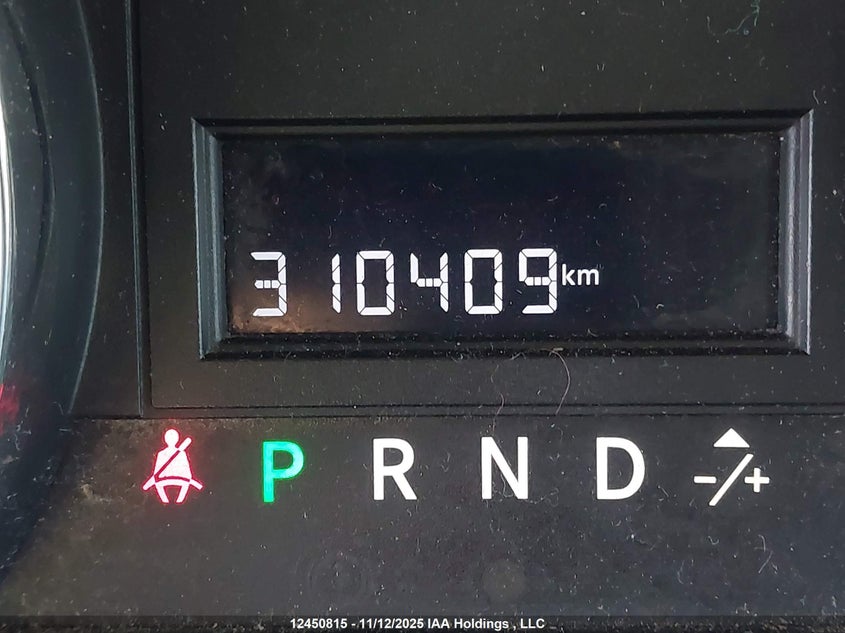 310409 km
P R N D -/+
12450815 - 11/12/2025 IAA Holdings , LLC